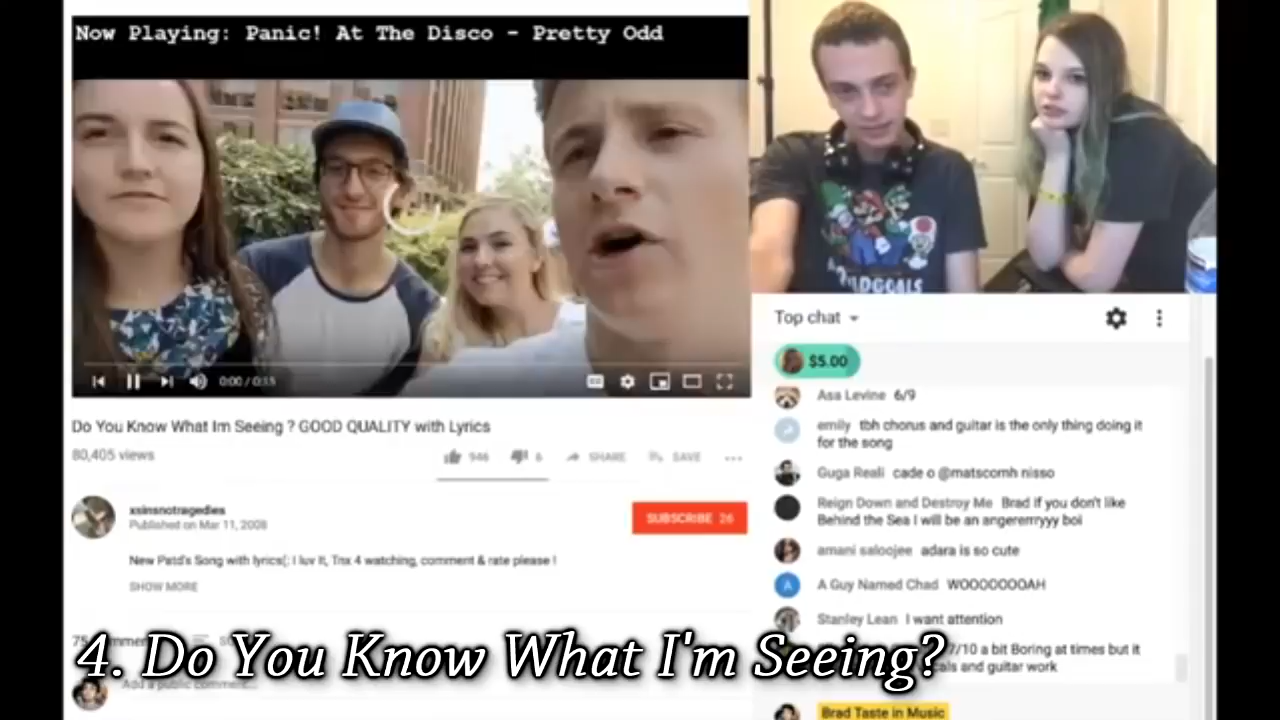 Now Playing: Panic! At The Disco - Pretty Odd
0:00 / 0:15
Do You Know What Im Seeing ? GOOD QUALITY with Lyrics
80,405 views
946
6
SHARE
SAVE
xsinsnotragedies
Published on Mar 11, 2008
SUBSCRIBE 26
New Patd's Song with lyrics(: I luv It, Tnx 4 watching, comment & rate please !
SHOW MORE
4. Do You Know What I'm Seeing?
Top chat
$5.00
Asa Levine 6/9
emily tbh chorus and guitar is the only thing doing it
for the song
Guga Reali cade o @matscomh nisso
Reign Down and Destroy Me Brad if you don't like
Behind the Sea I will be an angererrryyy boi
amani saloojee adara is so cute
A
A Guy Named Chad WOOOOOOOAH
Stanley Lean I want attention
7/10 a bit Boring at times but it
and guitar work
Brad Taste in Music